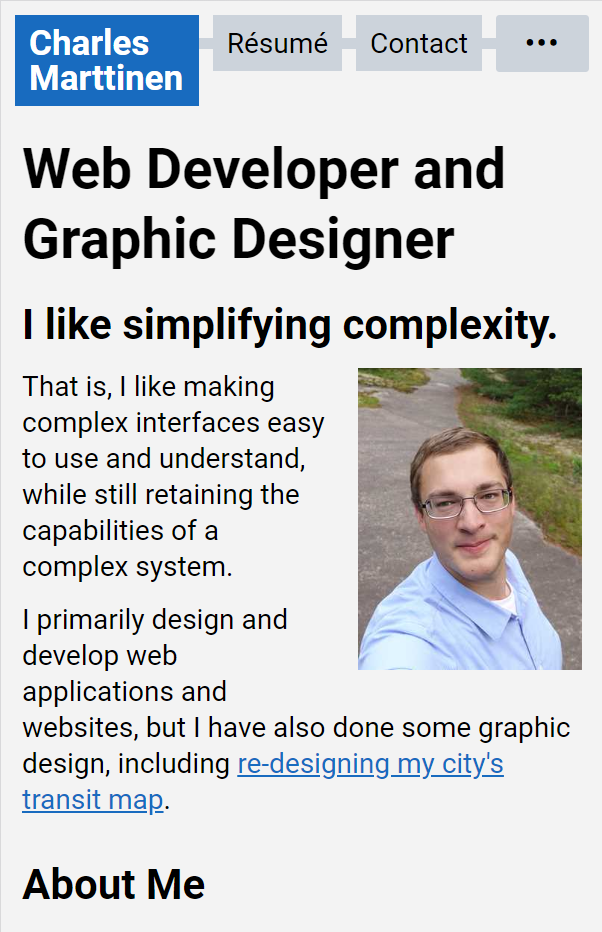 Charles
Marttinen
Résumé
Contact
•••
Web Developer and
Graphic Designer
I like simplifying complexity.
That is, I like making
complex interfaces easy
to use and understand,
while still retaining the
capabilities of a
complex system.
I primarily design and
develop web
applications and
websites, but I have also done some graphic
design, including re-designing my city's
transit map.
About Me